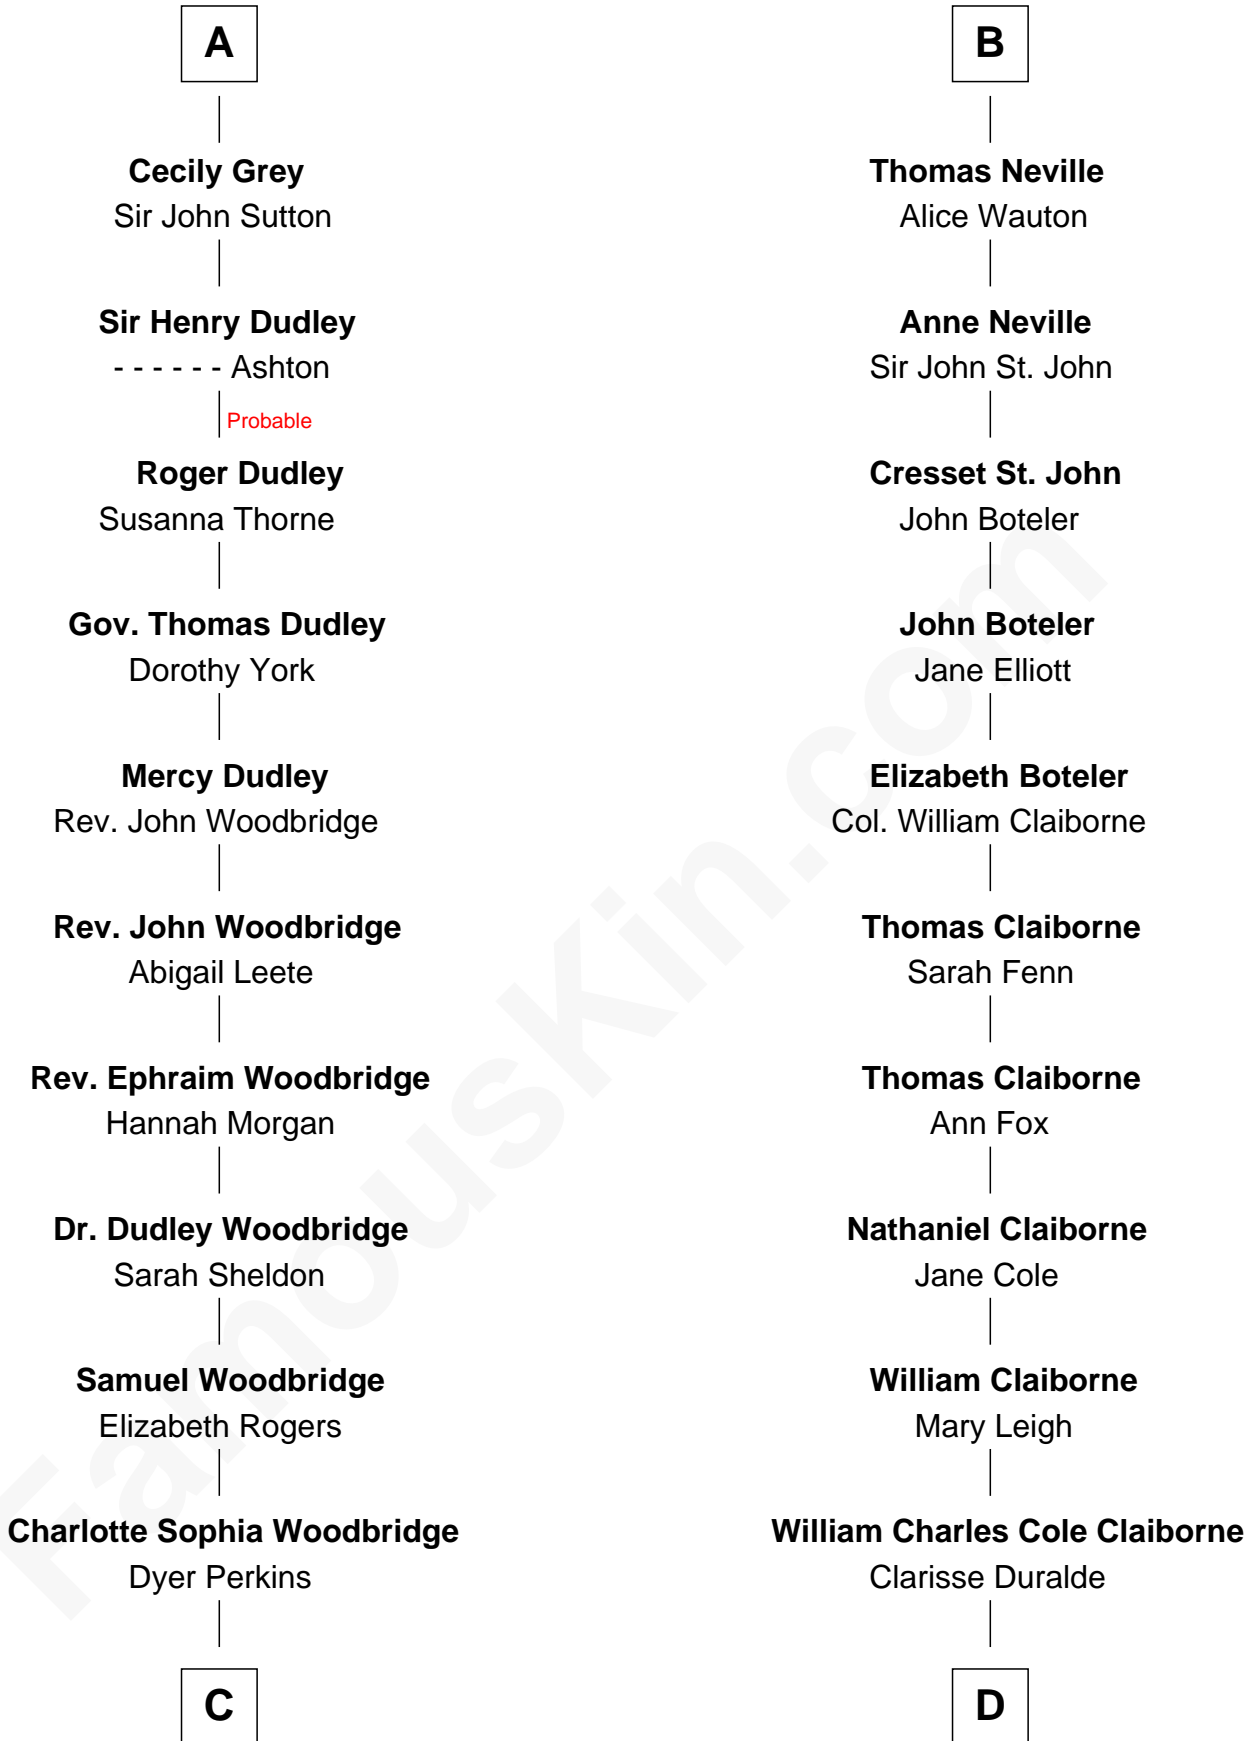 A
Cecily Grey
Sir John Sutton
Sir Henry Dudley
- - - - - - Ashton
Probable
Roger Dudley
Susanna Thorne
Gov. Thomas Dudley
Dorothy York
Mercy Dudley
Rev. John Woodbridge
Rev. John Woodbridge
Abigail Leete
Rev. Ephraim Woodbridge
Hannah Morgan
Dr. Dudley Woodbridge
Sarah Sheldon
Samuel Woodbridge
Elizabeth Rogers
Charlotte Sophia Woodbridge
Dyer Perkins
C
B
Thomas Neville
Alice Wauton
Anne Neville
Sir John St. John
Cresset St. John
John Boteler
John Boteler
Jane Elliott
Elizabeth Boteler
Col. William Claiborne
Thomas Claiborne
Sarah Fenn
Thomas Claiborne
Ann Fox
Nathaniel Claiborne
Jane Cole
William Claiborne
Mary Leigh
William Charles Cole Claiborne
Clarisse Duralde
D
FamousKin.com